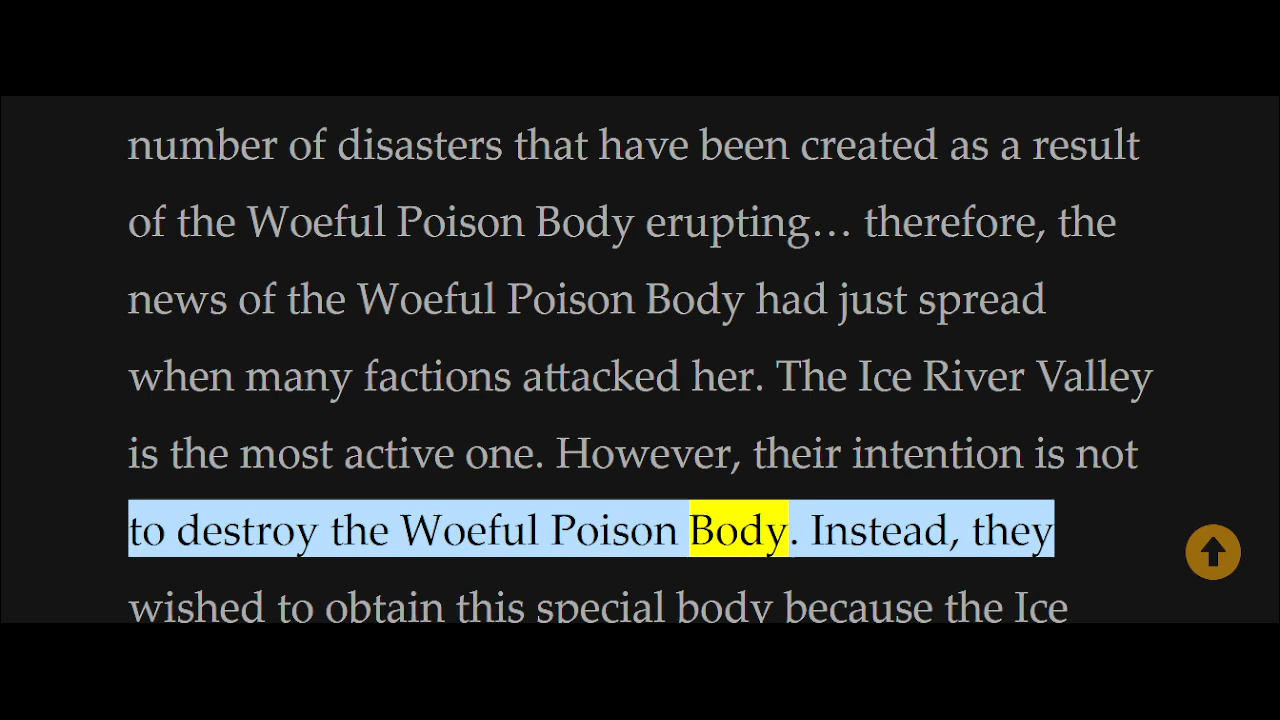 number of disasters that have been created as a result
of the Woeful Poison Body erupting… therefore, the
news of the Woeful Poison Body had just spread
when many factions attacked her. The Ice River Valley
is the most active one. However, their intention is not
to destroy the Woeful Poison Body. Instead, they
wished to obtain this special body because the Ice